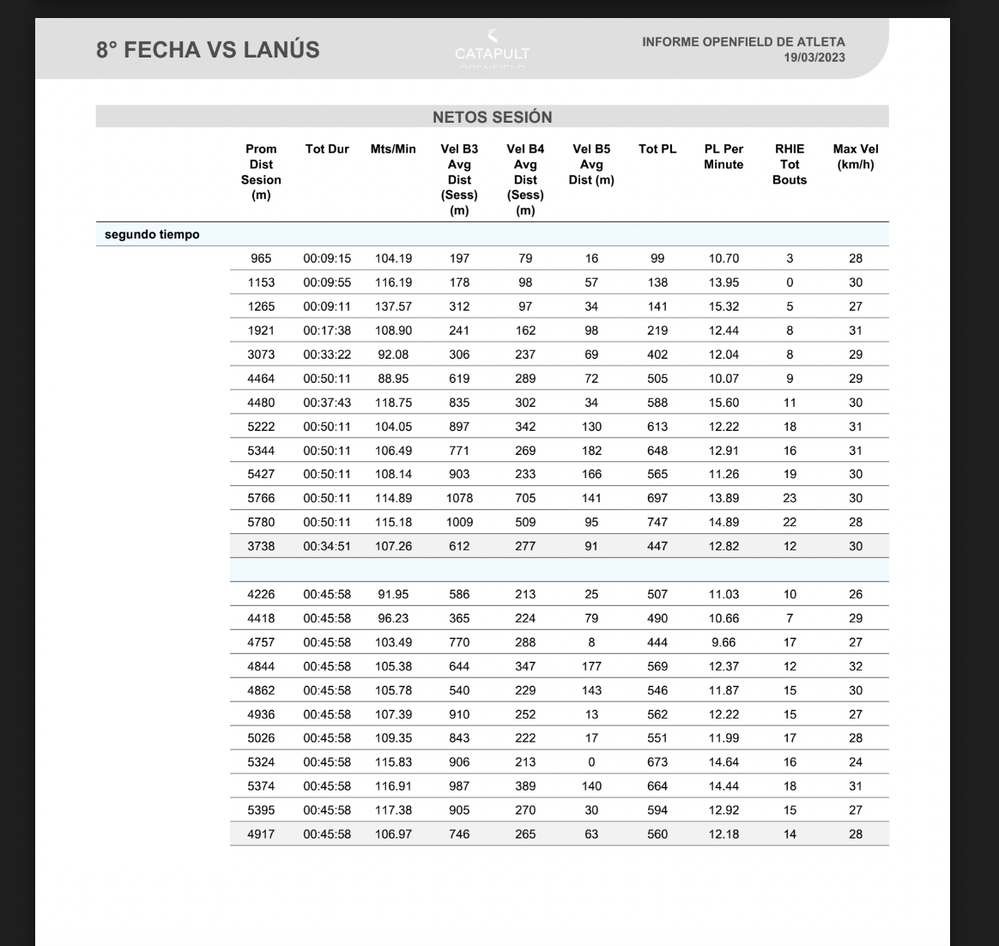 8° FECHA VS LANÚS
CATAPULT
OPENFIELD
INFORME OPENFIELD DE ATLETA
19/03/2023
NETOS SESIÓN
Prom Dist Sesion (m) Tot Dur Mts/Min Vel B3 Avg Dist (Sess) (m) Vel B4 Avg Dist (Sess) (m) Vel B5 Avg Dist (m) Tot PL PL Per Minute RHIE Tot Bouts Max Vel (km/h)
segundo tiempo
965 00:09:15 104.19 197 79 16 99 10.70 3 28
1153 00:09:55 116.19 178 98 57 138 13.95 0 30
1265 00:09:11 137.57 312 97 34 141 15.32 5 27
1921 00:17:38 108.90 241 162 98 219 12.44 8 31
3073 00:33:22 92.08 306 237 69 402 12.04 8 29
4464 00:50:11 88.95 619 289 72 505 10.07 9 29
4480 00:37:43 118.75 835 302 34 588 15.60 11 30
5222 00:50:11 104.05 897 342 130 613 12.22 18 31
5344 00:50:11 106.49 771 269 182 648 12.91 16 31
5427 00:50:11 108.14 903 233 166 565 11.26 19 30
5766 00:50:11 114.89 1078 705 141 697 13.89 23 30
5780 00:50:11 115.18 1009 509 95 747 14.89 22 28
3738 00:34:51 107.26 612 277 91 447 12.82 12 30
4226 00:45:58 91.95 586 213 25 507 11.03 10 26
4418 00:45:58 96.23 365 224 79 490 10.66 7 29
4757 00:45:58 103.49 770 288 8 444 9.66 17 27
4844 00:45:58 105.38 644 347 177 569 12.37 12 32
4862 00:45:58 105.78 540 229 143 546 11.87 15 30
4936 00:45:58 107.39 910 252 13 562 12.22 15 27
5026 00:45:58 109.35 843 222 17 551 11.99 17 28
5324 00:45:58 115.83 906 213 0 673 14.64 16 24
5374 00:45:58 116.91 987 389 140 664 14.44 18 31
5395 00:45:58 117.38 905 270 30 594 12.92 15 27
4917 00:45:58 106.97 746 265 63 560 12.18 14 28